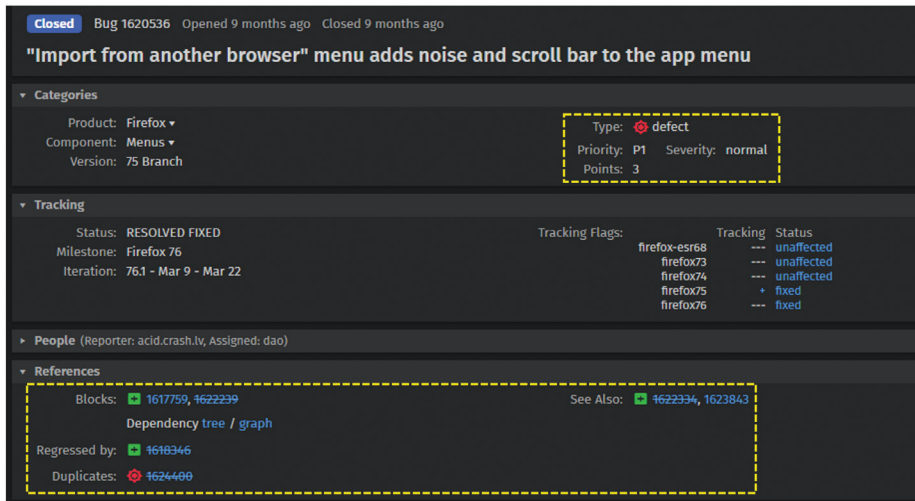 Closed Bug 1620536 Opened 9 months ago Closed 9 months ago
"Import from another browser" menu adds noise and scroll bar to the app menu
Categories
Product: Firefox
Component: Menus
Version: 75 Branch
Type: defect
Priority: P1 Severity: normal
Points: 3
Tracking
Status: RESOLVED FIXED
Milestone: Firefox 76
Iteration: 76.1 - Mar 9 - Mar 22
Tracking Flags:
Tracking Status
firefox-esr68 --- unaffected
firefox73 --- unaffected
firefox74 --- unaffected
firefox75 + fixed
firefox76 --- fixed
People (Reporter: acid.crash.lv, Assigned: dao)
References
Blocks: 1617759, 1622239
Dependency tree / graph
Regressed by: 1618346
Duplicates: 1624400
See Also: 1622334, 1623843